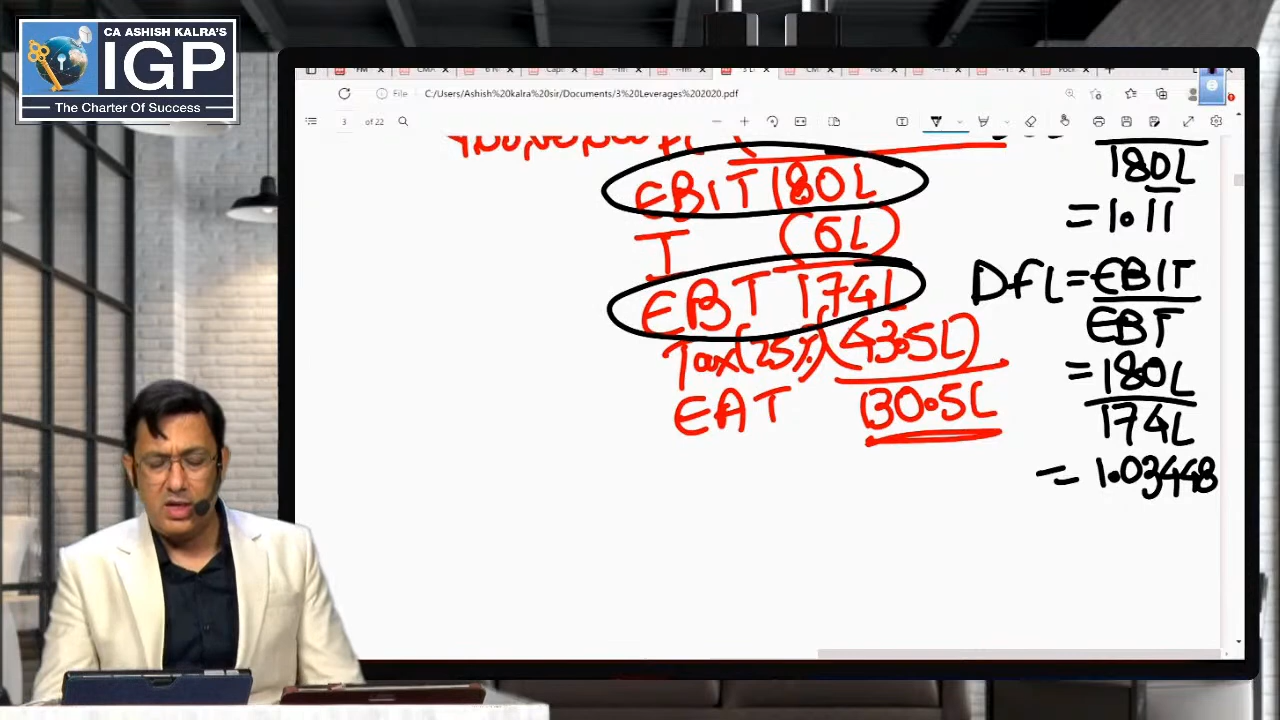 CA ASHISH KALRA'S
IGP
The Charter Of Success
File C:/Users/Ashish%20kalra%20sir/Documents/3%20Leverages%202020.pdf
3 of 22
EBIT 180L
I (6L)
EBT 174L
Tax(25%) (43.5L)
EAT 130.5L
180L
= 1.11
DFL = EBIT
EBT
= 180L
174L
= 1.03448